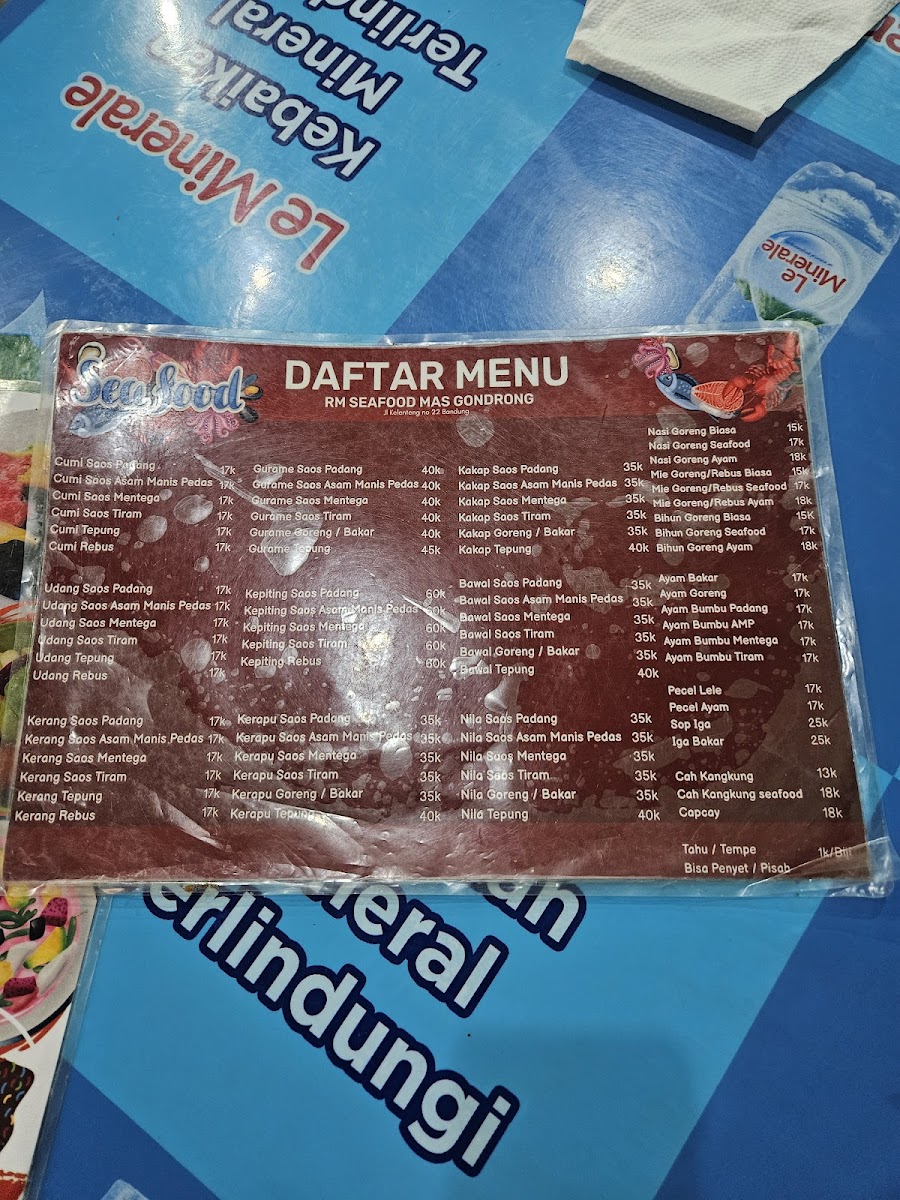 Terlind
Mineral
Kebaikan
Le Minerale
Le
Minerale
Seafood
DAFTAR MENU
RM SEAFOOD MAS GONDRONG
Jl Kelenteng no 22 Bandung
Cumi Saos Padang 17k
Cumi Saos Asam Manis Pedas 17k
Cumi Saos Mentega 17k
Cumi Saos Tiram 17k
Cumi Tepung 17k
Cumi Rebus 17k
Udang Saos Padang 17k
Udang Saos Asam Manis Pedas 17k
Udang Saos Mentega 17k
Udang Saos Tiram 17k
Udang Tepung 17k
Udang Rebus 17k
Kerang Saos Padang 17k
Kerang Saos Asam Manis Pedas 17k
Kerang Saos Mentega 17k
Kerang Saos Tiram 17k
Kerang Tepung 17k
Kerang Rebus 17k
Gurame Saos Padang 40k
Gurame Saos Asam Manis Pedas 40k
Gurame Saos Mentega 40k
Gurame Saos Tiram 40k
Gurame Goreng / Bakar 40k
Gurame Tepung 45k
Kepiting Saos Padang 60k
Kepiting Saos Asam Manis Pedas 60k
Kepiting Saos Mentega 60k
Kepiting Saos Tiram 60k
Kepiting Rebus 60k
Kerapu Saos Padang 35k
Kerapu Saos Asam Manis Pedas 35k
Kerapu Saos Mentega 35k
Kerapu Saos Tiram 35k
Kerapu Goreng / Bakar 35k
Kerapu Tepung 40k
Kakap Saos Padang 35k
Kakap Saos Asam Manis Pedas 35k
Kakap Saos Mentega 35k
Kakap Saos Tiram 35k
Kakap Goreng / Bakar 35k
Kakap Tepung 40k
Bawal Saos Padang 35k
Bawal Saos Asam Manis Pedas 35k
Bawal Saos Mentega 35k
Bawal Saos Tiram 35k
Bawal Goreng / Bakar 35k
Bawal Tepung 40k
Nila Saos Padang 35k
Nila Saos Asam Manis Pedas 35k
Nila Saos Mentega 35k
Nila Saos Tiram 35k
Nila Goreng / Bakar 35k
Nila Tepung 40k
Nasi Goreng Biasa 15k
Nasi Goreng Seafood 17k
Nasi Goreng Ayam 18k
Mie Goreng/Rebus Biasa 15k
Mie Goreng/Rebus Seafood 17k
Mie Goreng/Rebus Ayam 18k
Bihun Goreng Biasa 15k
Bihun Goreng Seafood 17k
Bihun Goreng Ayam 18k
Ayam Bakar 17k
Ayam Goreng 17k
Ayam Bumbu Padang 17k
Ayam Bumbu AMP 17k
Ayam Bumbu Mentega 17k
Ayam Bumbu Tiram 17k
Pecel Lele 17k
Pecel Ayam 17k
Sop Iga 25k
Iga Bakar 25k
Cah Kangkung 13k
Cah Kangkung seafood 18k
Capcay 18k
Tahu / Tempe 1k/Biji
Bisa Penyet / Pisah
an
neral
erlindungi